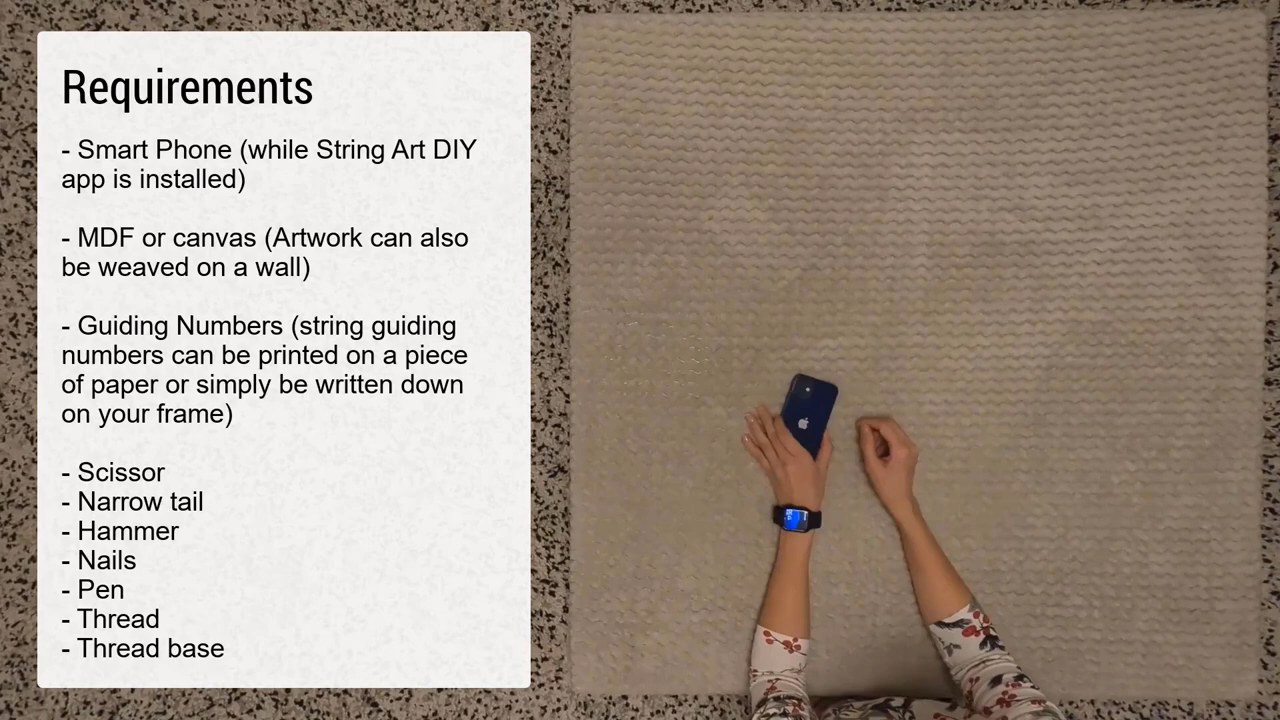 Requirements
- Smart Phone (while String Art DIY
app is installed)
- MDF or canvas (Artwork can also
be weaved on a wall)
- Guiding Numbers (string guiding
numbers can be printed on a piece
of paper or simply be written down
on your frame)
- Scissor
- Narrow tail
- Hammer
- Nails
- Pen
- Thread
- Thread base